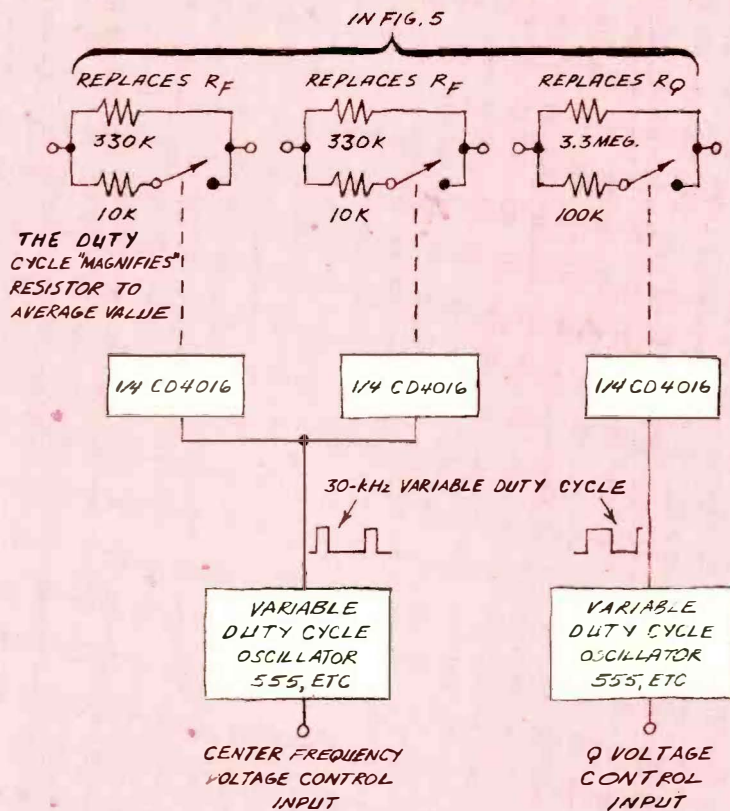 IN FIG. 5
REPLACES RF
REPLACES RF
REPLACES RQ
330K
330K
3.3MEG.
10K
10K
100K
THE DUTY
CYCLE "MAGNIFIES"
RESISTOR TO
AVERAGE VALUE
1/4 CD4016
1/4 CD4016
1/4 CD4016
30-KHz VARIABLE DUTY CYCLE
VARIABLE
DUTY CYCLE
OSCILLATOR
555, ETC
VARIABLE
DUTY CYCLE
OSCILLATOR
555, ETC
CENTER FREQUENCY
VOLTAGE CONTROL
INPUT
Q VOLTAGE
CONTROL
INPUT